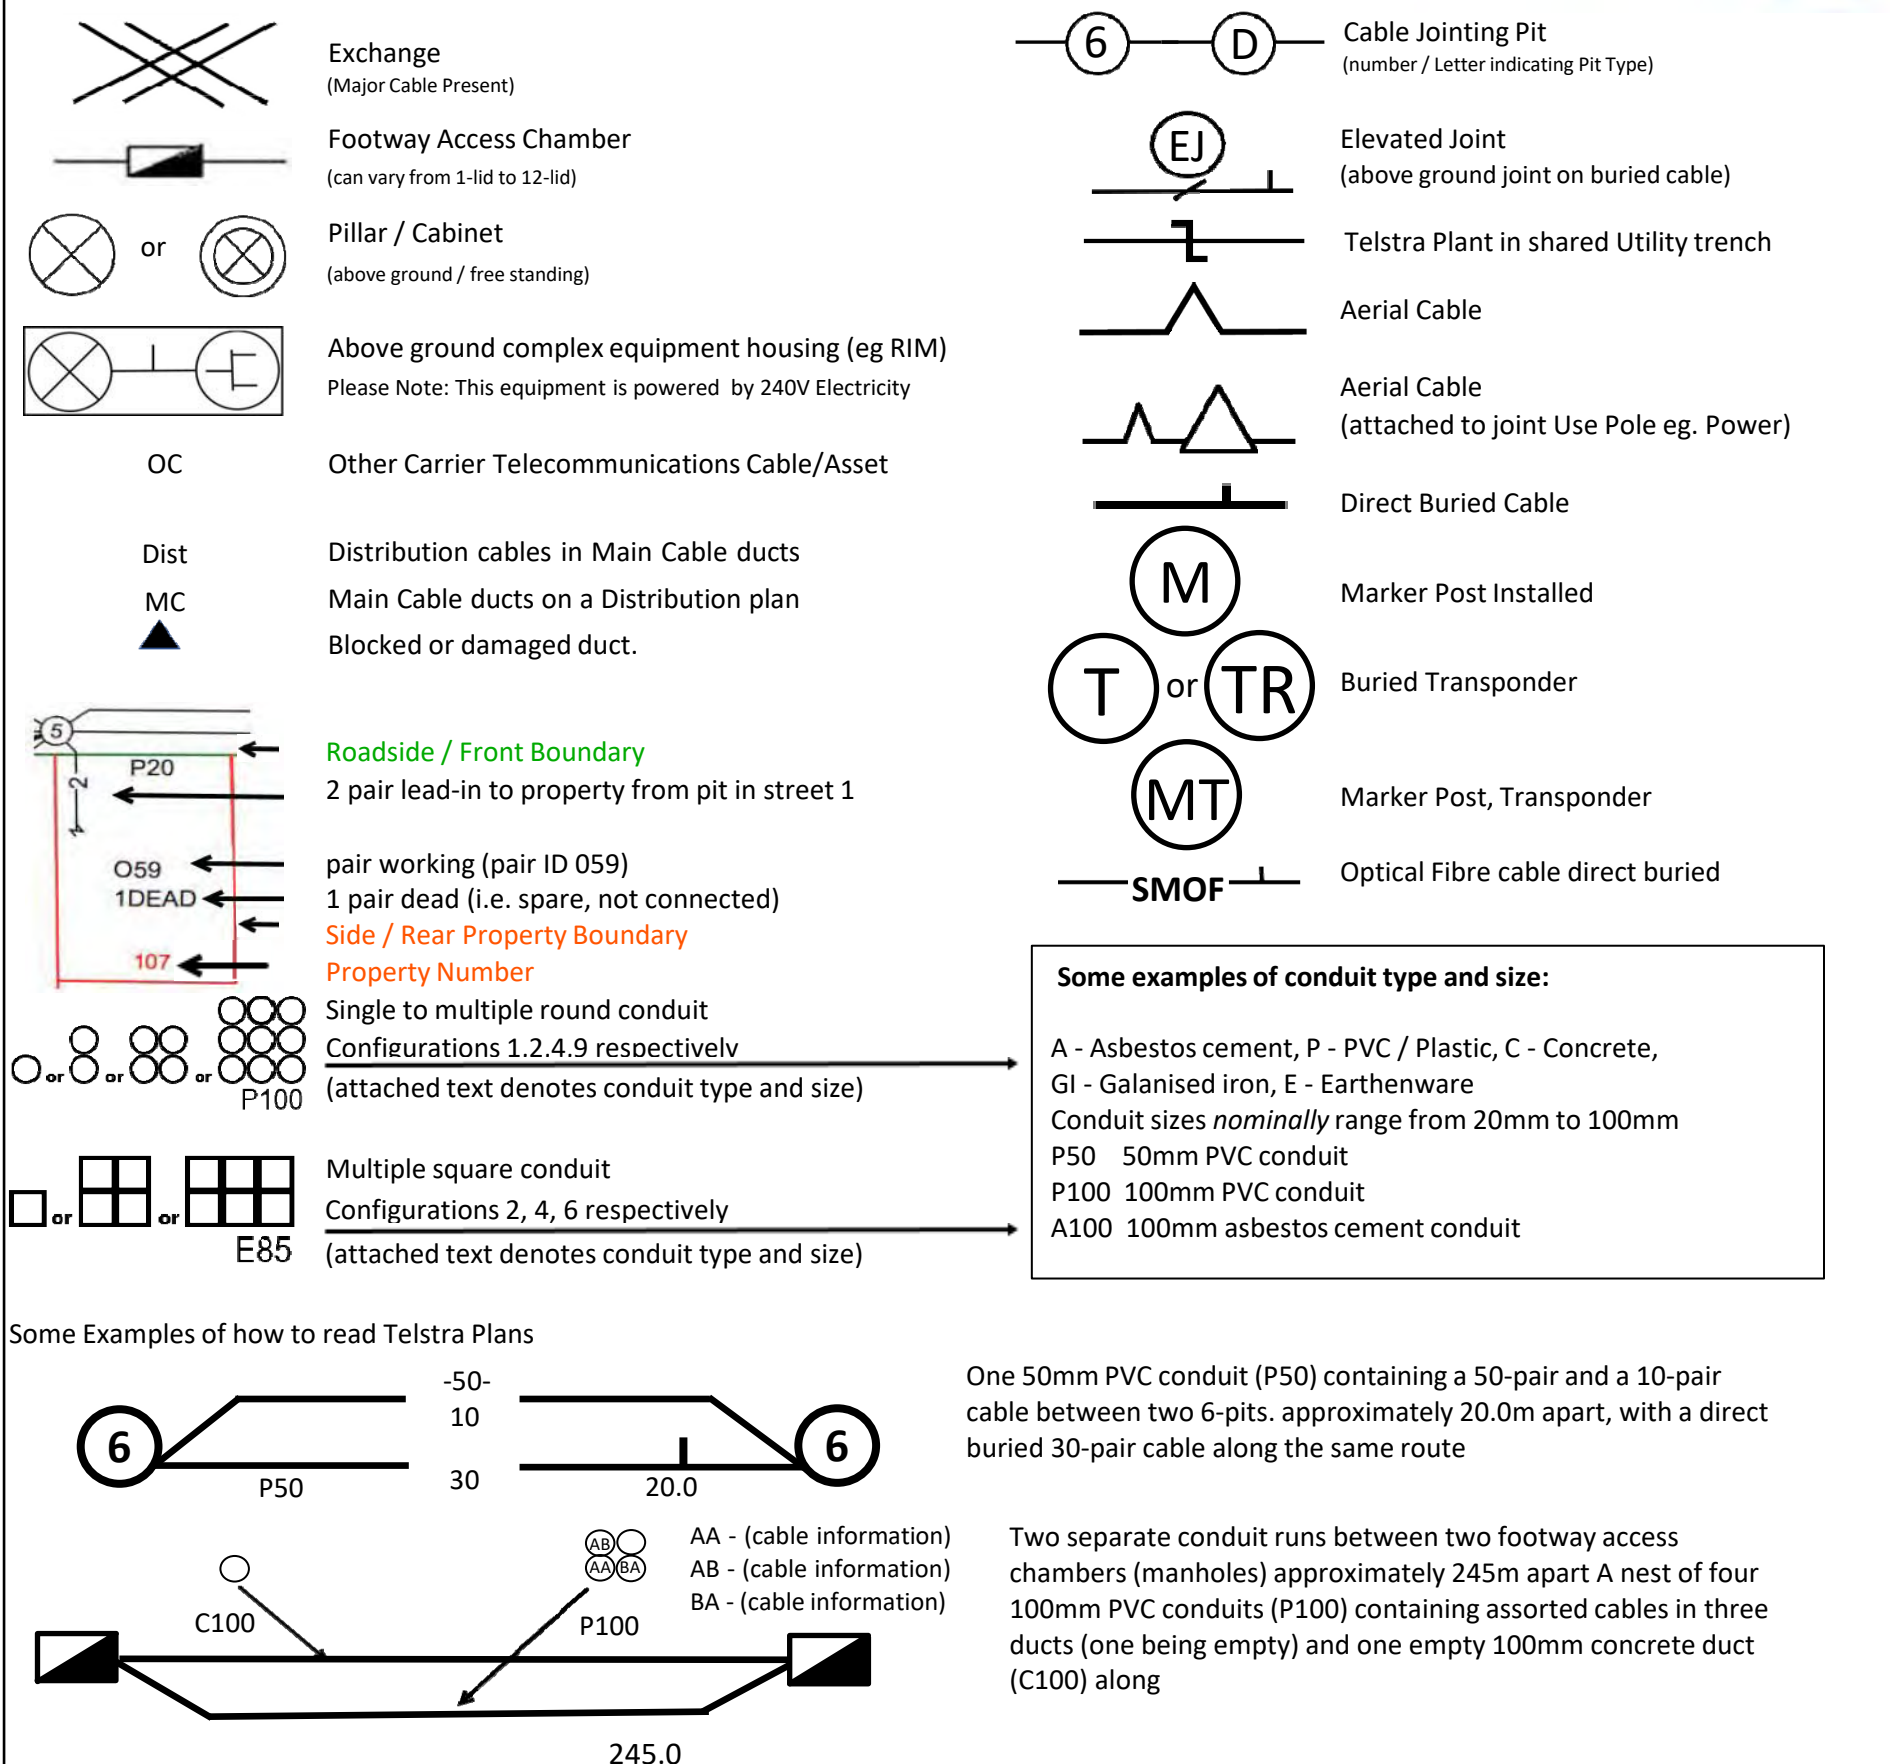 Exchange
(Major Cable Present)
Footway Access Chamber
(can vary from 1-lid to 12-lid)
or
Pillar / Cabinet
(above ground / free standing)
Above ground complex equipment housing (eg RIM)
Please Note: This equipment is powered by 240V Electricity
OC
Other Carrier Telecommunications Cable/Asset
Dist
Distribution cables in Main Cable ducts
MC
Main Cable ducts on a Distribution plan
Blocked or damaged duct.
5
P20
2
O59
1DEAD
107
Roadside / Front Boundary
2 pair lead-in to property from pit in street 1
pair working (pair ID 059)
1 pair dead (i.e. spare, not connected)
Side / Rear Property Boundary
Property Number
or or or
P100
Single to multiple round conduit
Configurations 1.2.4.9 respectively
(attached text denotes conduit type and size)
or or
E85
Multiple square conduit
Configurations 2, 4, 6 respectively
(attached text denotes conduit type and size)
6 D
Cable Jointing Pit
(number / Letter indicating Pit Type)
EJ
Elevated Joint
(above ground joint on buried cable)
Telstra Plant in shared Utility trench
Aerial Cable
Aerial Cable
(attached to joint Use Pole eg. Power)
Direct Buried Cable
M
Marker Post Installed
T or TR
Buried Transponder
MT
Marker Post, Transponder
SMOF
Optical Fibre cable direct buried
Some examples of conduit type and size:
A - Asbestos cement, P - PVC / Plastic, C - Concrete,
GI - Galanised iron, E - Earthenware
Conduit sizes nominally range from 20mm to 100mm
P50 50mm PVC conduit
P100 100mm PVC conduit
A100 100mm asbestos cement conduit
Some Examples of how to read Telstra Plans
-50-
10
6 6
P50 30 20.0
One 50mm PVC conduit (P50) containing a 50-pair and a 10-pair
cable between two 6-pits. approximately 20.0m apart, with a direct
buried 30-pair cable along the same route
AB
AA BA
AA - (cable information)
AB - (cable information)
BA - (cable information)
C100 P100
245.0
Two separate conduit runs between two footway access
chambers (manholes) approximately 245m apart A nest of four
100mm PVC conduits (P100) containing assorted cables in three
ducts (one being empty) and one empty 100mm concrete duct
(C100) along